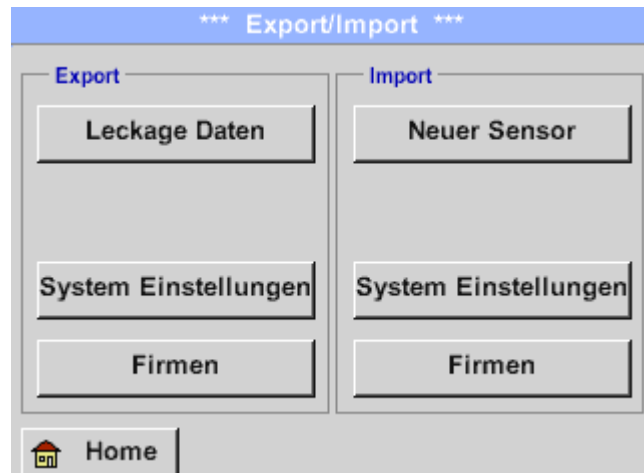 *** Export/Import ***
Export
Leckage Daten
System Einstellungen
Firmen
Import
Neuer Sensor
System Einstellungen
Firmen
Home